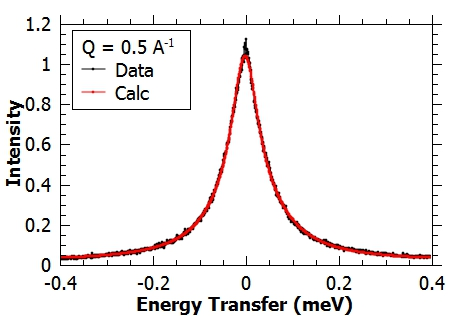 1.2
1
0.8
0.6
0.4
0.2
0
Intensity
Q = 0.5 A⁻¹
Data
Calc
-0.4
-0.2
0
0.2
0.4
Energy Transfer (meV)